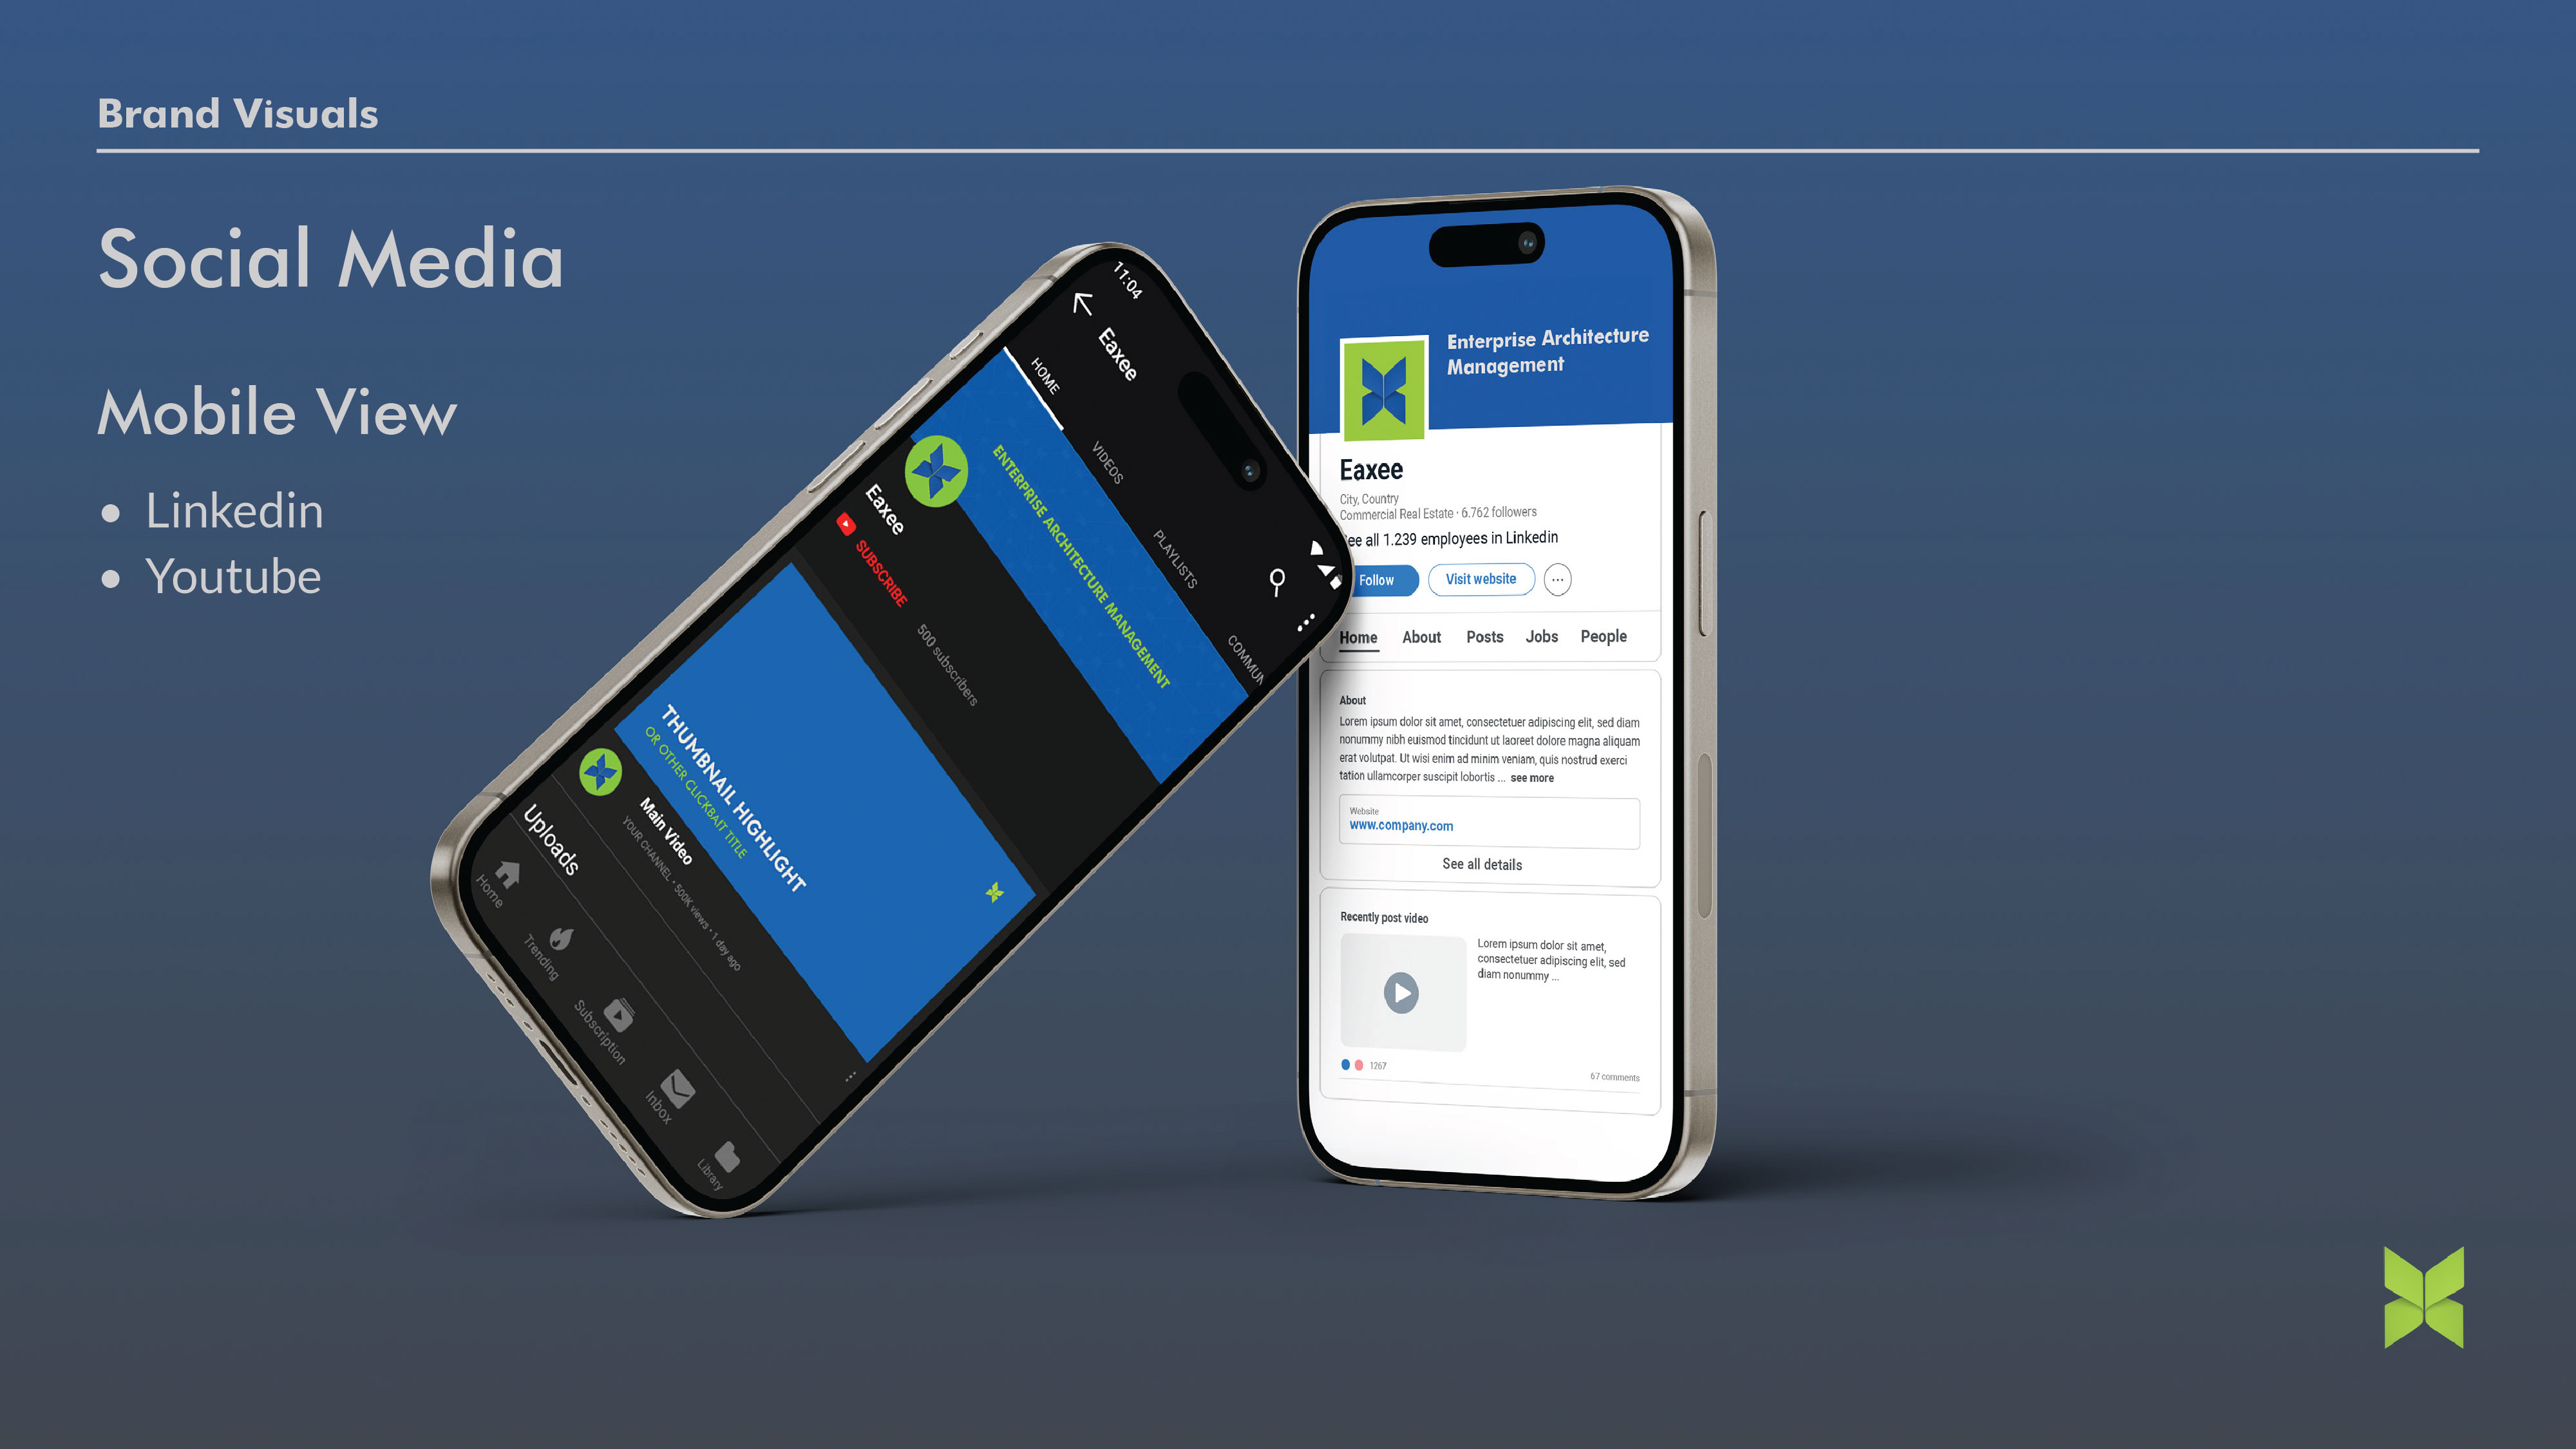 Brand Visuals
Social Media
Mobile View
• Linkedin
• Youtube
11:04
Eaxee
HOME
VIDEOS
PLAYLISTS
ENTERPRISE ARCHITECTURE MANAGEMENT
Eaxee
SUBSCRIBE
500 subscribers
THUMBNAIL HIGHLIGHT
OR OTHER CLICKBAIT TITLE
Main Video
YOUR CHANNEL • 500K views • 1 day ago
Uploads
Home
Trending
Subscription
Inbox
Library
Enterprise Architecture
Management
Eaxee
City, Country
Commercial Real Estate · 6.762 followers
all 1.239 employees in Linkedin
Follow
Visit website
Home About Posts Jobs People
About
Lorem ipsum dolor sit amet, consectetuer adipiscing elit, sed diam
nonummy nibh euismod tincidunt ut laoreet dolore magna aliquam
erat volutpat. Ut wisi enim ad minim veniam, quis nostrud exerci
tation ullamcorper suscipit lobortis ... see more
Website
www.company.com
See all details
Recently post video
Lorem ipsum dolor sit amet,
consectetuer adipiscing elit, sed
diam nonummy ...
1267
67 comments